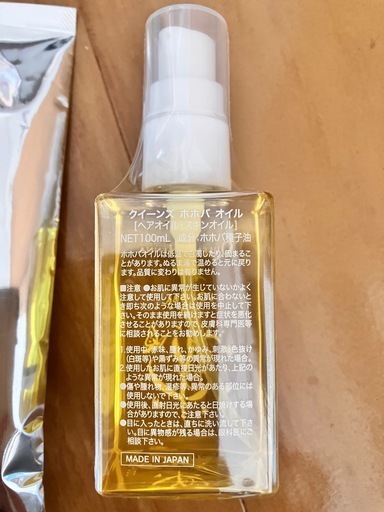 クイーンズ ホホバ オイル
[ヘアオイル・スキンオイル]
NET100mL 成分:ホホバ種子油
ホホバオイルは低温で白濁したり、固まるこ
とがあります。ぬるま湯で温めると元に戻り
ます。品質に変わりは有りません。
■注意 ●お肌に異常が生じていないかよく
注意して使用して下さい。お肌に合わないと
き即ち次のような場合は使用を中止して下さ
い。そのまま使用を続けますと症状を悪化
させることがありますので、皮膚科専門医等
に相談されることをお勧めします。
1.使用中、赤味、腫れ、かゆみ、刺激、色抜け
(白斑等)や黒ずみ等の異常が現れた場合。
2.使用したお肌に直接日光があたり、上記のよ
うな異常が現れた場合。
●傷や腫れ物、湿疹等、異常のある部位には
使用しないで下さい。
●使用後、直射日光にあたると日焼けする場
合がありますので、ご注意下さい。
●目に入ったときは、直ちに洗い流して下さ
い。目に異物感が残る場合は、眼科医にご
相談下さい。
MADE IN JAPAN